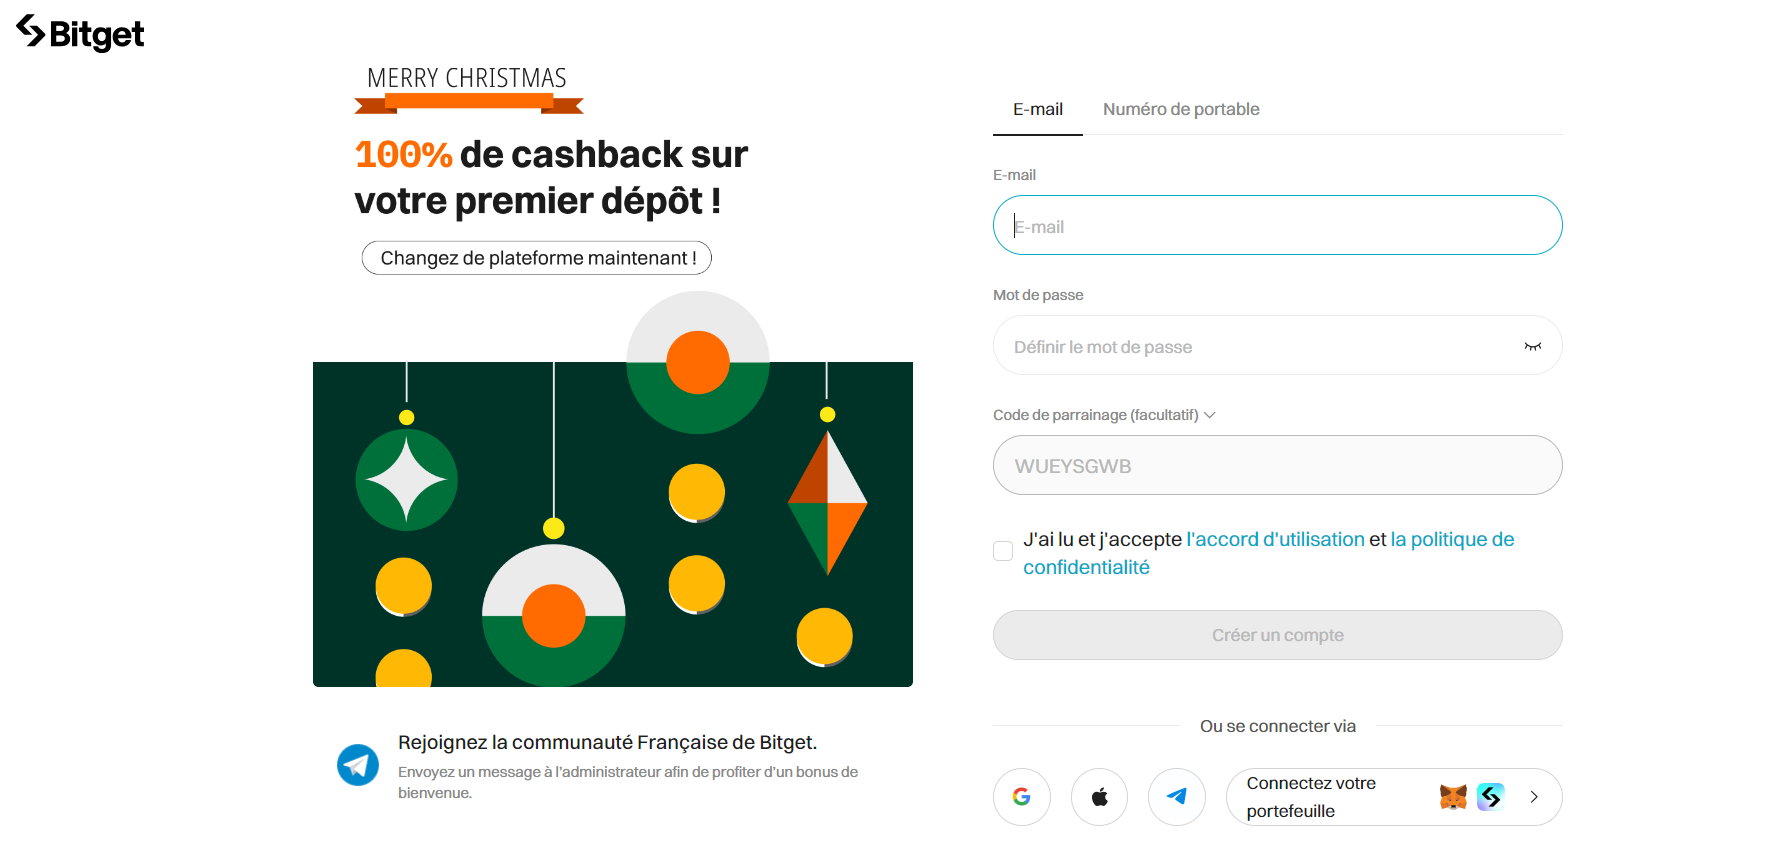 Bitget
MERRY CHRISTMAS
100% de cashback sur
votre premier dépôt !
Changez de plateforme maintenant !
Rejoignez la communauté Française de Bitget.
Envoyez un message à l'administrateur afin de profiter d'un bonus de
bienvenue.
E-mail
Numéro de portable
E-mail
E-mail
Mot de passe
Définir le mot de passe
Code de parrainage (facultatif)
WUEYSGWB
J'ai lu et j'accepte l'accord d'utilisation et la politique de
confidentialité
Créer un compte
Ou se connecter via
Connectez votre
portefeuille